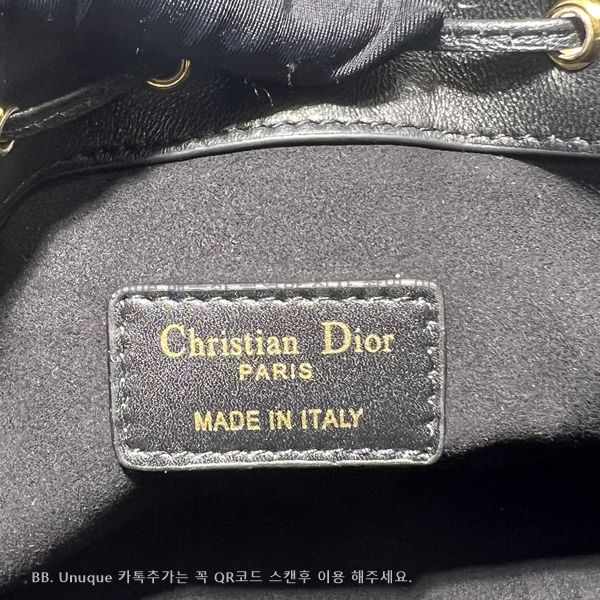 Christian Dior
PARIS
MADE IN ITALY
BB. Unuque 카톡추가는 꼭 QR코드 스캔후 이용 해주세요.